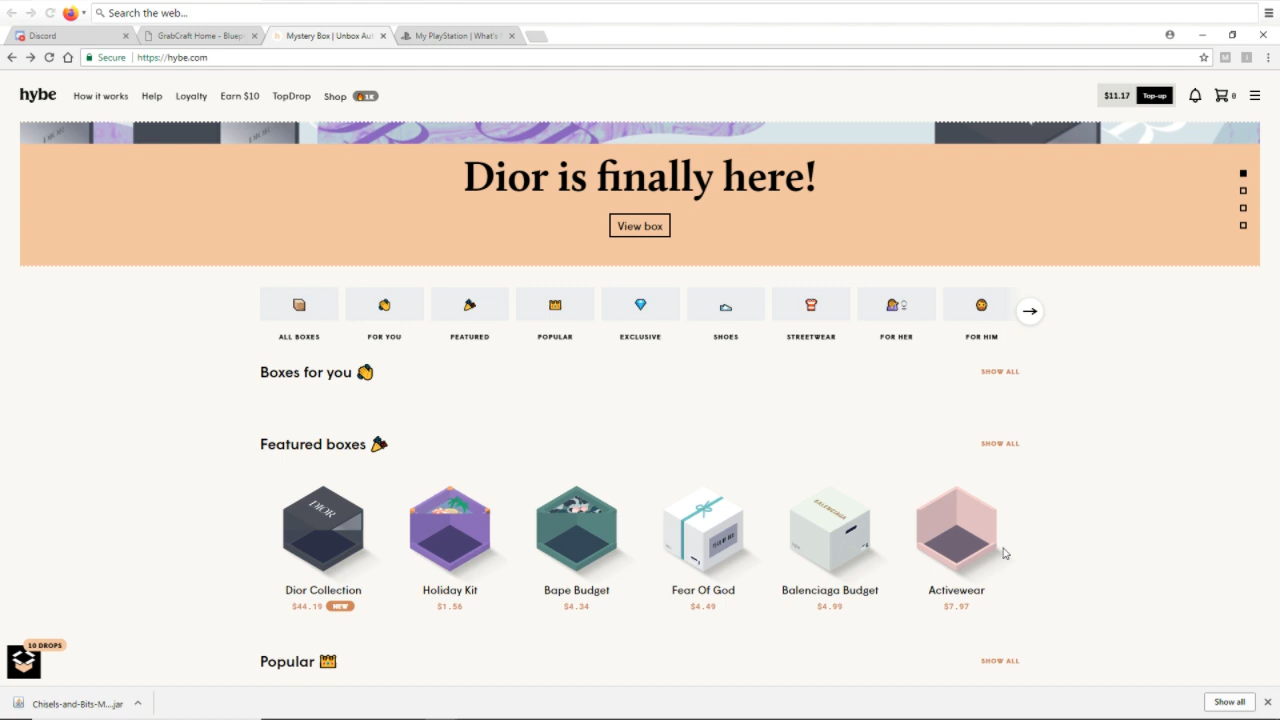 Search the web...
Discord
GrabCraft Home - Bluep
Mystery Box | Unbox Aut
My PlayStation | What's
Secure
https://hybe.com
hybe
How it works
Help
Loyalty
Earn $10
TopDrop
Shop
1K
$11.17
Top-up
0
Dior is finally here!
View box
ALL BOXES
FOR YOU
FEATURED
POPULAR
EXCLUSIVE
SHOES
STREETWEAR
FOR HER
FOR HIM
Boxes for you
SHOW ALL
Featured boxes
SHOW ALL
DIOR
BALENCIAGA
Dior Collection
Holiday Kit
Bape Budget
Fear Of God
Balenciaga Budget
Activewear
$44.19
NEW
$1.56
$4.34
$4.49
$4.99
$7.97
10 DROPS
Popular
SHOW ALL
Chisels-and-Bits-M....jar
Show all